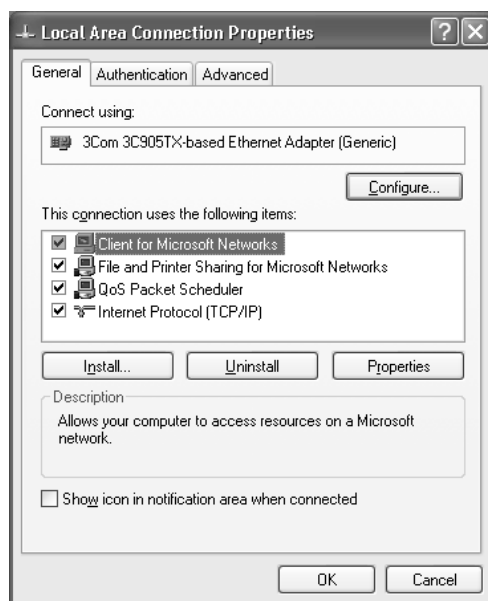 Local Area Connection Properties
General Authentication Advanced
Connect using:
3Com 3C905TX-based Ethernet Adapter (Generic)
Configure...
This connection uses the following items:
Client for Microsoft Networks
File and Printer Sharing for Microsoft Networks
QoS Packet Scheduler
Internet Protocol (TCP/IP)
Install... Uninstall Properties
Description
Allows your computer to access resources on a Microsoft
network.
Show icon in notification area when connected
OK Cancel